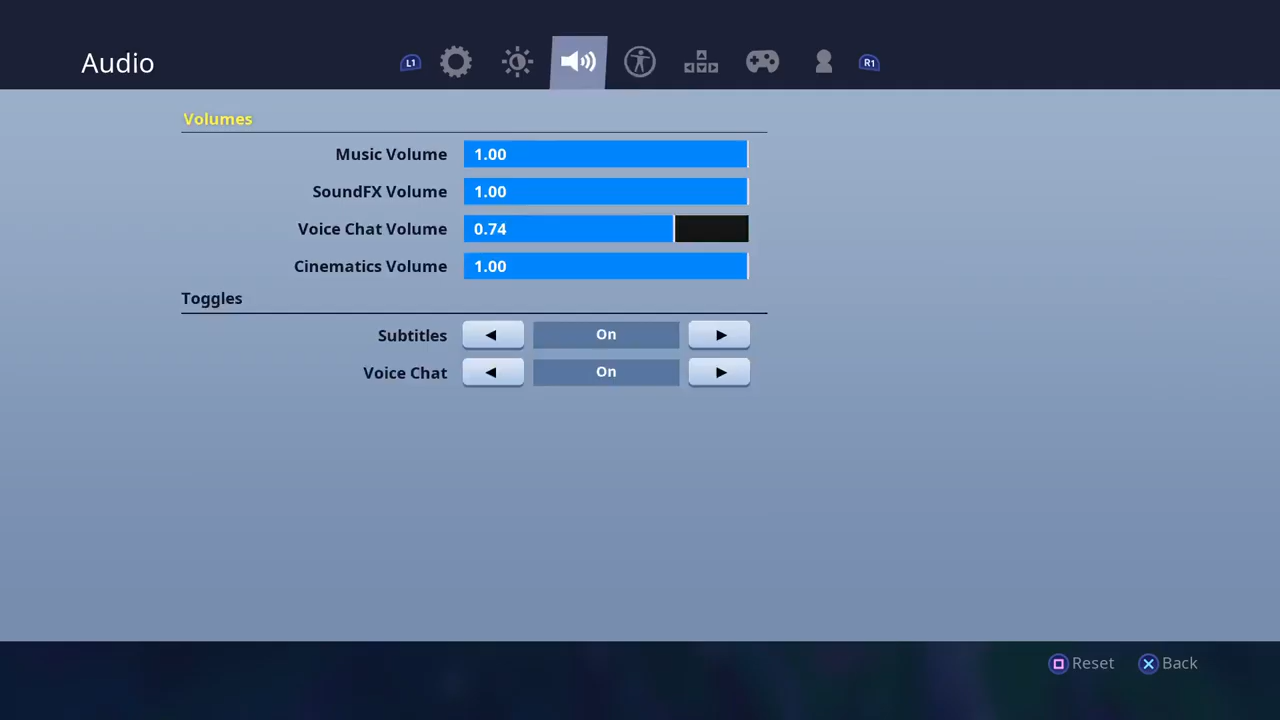 Audio
L1
R1
Volumes
Music Volume 1.00
SoundFX Volume 1.00
Voice Chat Volume 0.74
Cinematics Volume 1.00
Toggles
Subtitles ◄ On ►
Voice Chat ◄ On ►
Reset Back